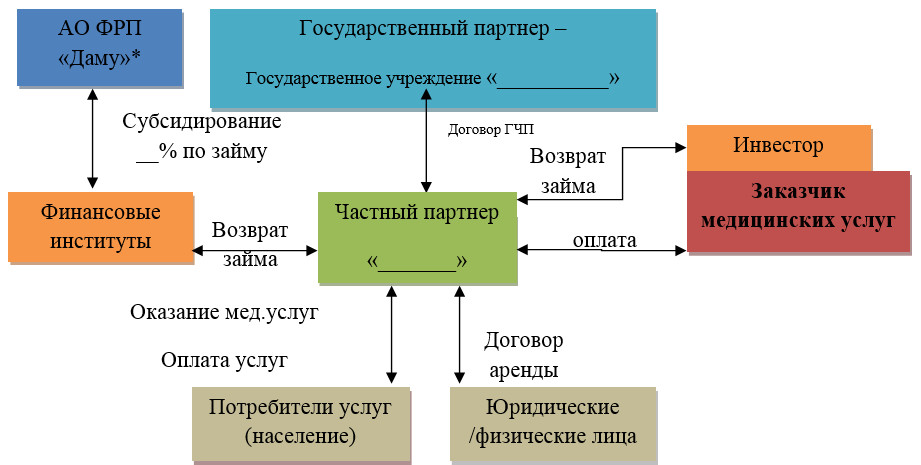 АО ФРП
«Даму»*
Государственный партнер –
Государственное учреждение «___________»
Субсидирование
__% по займу
Договор ГЧП
Возврат
займа
Инвестор
Заказчик
медицинских услуг
Финансовые
институты
Возврат
займа
Частный партнер
«_______»
оплата
Оказание мед.услуг
Оплата услуг
Договор
аренды
Потребители услуг
(население)
Юридические
/физические лица